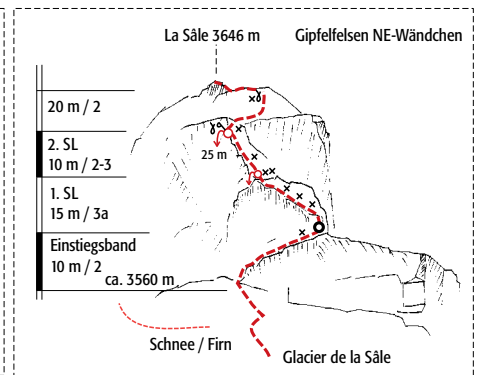 La Sâle 3646 m
Gipfelfelsen NE-Wändchen
20 m / 2
2. SL
10 m / 2-3
25 m
1. SL
15 m / 3a
Einstiegsband
10 m / 2
ca. 3560 m
Schnee / Firn
Glacier de la Sâle